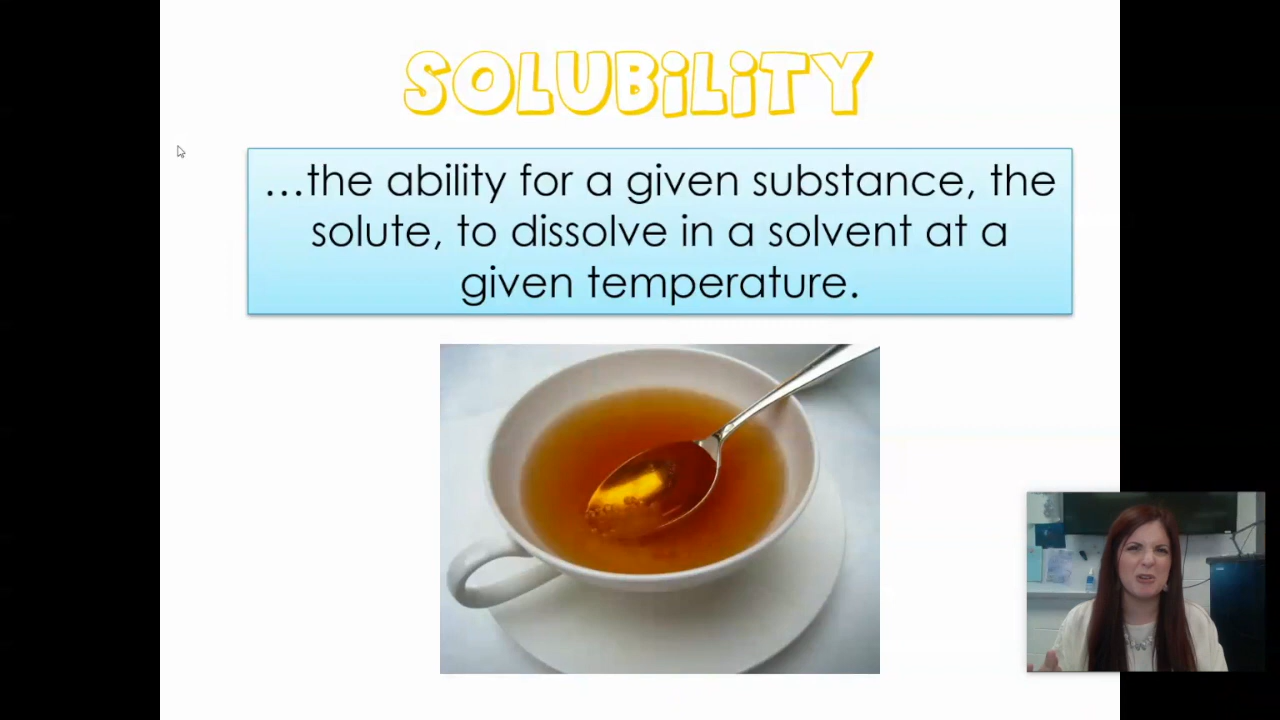 SOLUBiLiTY
...the ability for a given substance, the
solute, to dissolve in a solvent at a
given temperature.